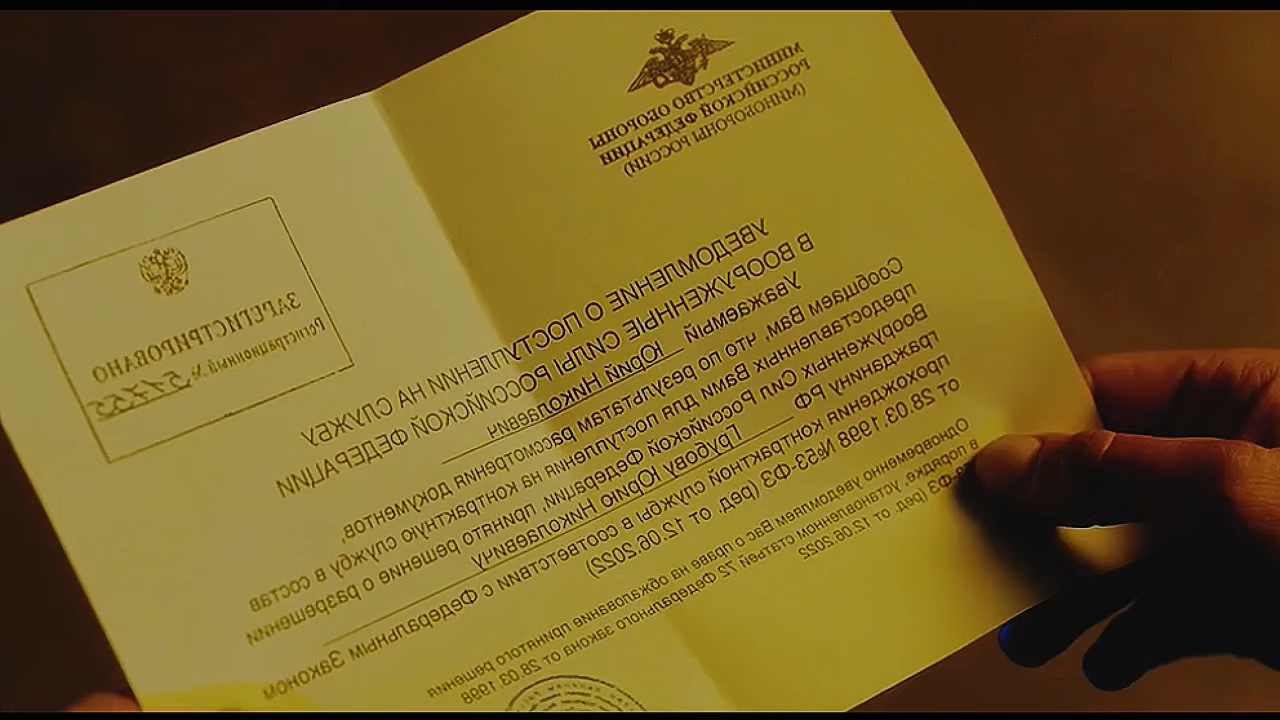 МИНИСТЕРСТВО ОБОРОНЫ
РОССИЙСКОЙ ФЕДЕРАЦИИ
(МИНОБОРОНЫ РОССИИ)
УВЕДОМЛЕНИЕ О ПОСТУПЛЕНИИ НА СЛУЖБУ
В ВООРУЖЕННЫЕ СИЛЫ РОССИЙСКОЙ ФЕДЕРАЦИИ
Уважаемый Юрий Николаевич
Сообщаем Вам, что по результатам рассмотрения документов,
предоставленных Вами для поступления на контрактную службу в состав
Вооруженных Сил Российской Федерации, принято решение о разрешении
гражданину РФ Грубову Юрию Николаевичу
прохождения контрактной службы в соответствии с Федеральным Законом
от 28.03.1998 №53-ФЗ (ред. от 12.06.2022)
Одновременно уведомляем Вас о праве на обжалование принятого решения
в порядке, установленном статьей 72 Федерального закона от 28.03.1998
-ФЗ (ред. от 12.06.2022
ЗАРЕГИСТРИРОВАНО
Регистрационный №